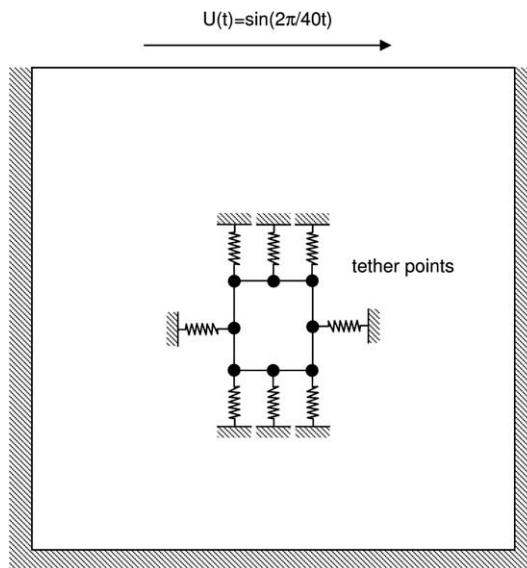 U(t)=sin(2π/40t)
tether points